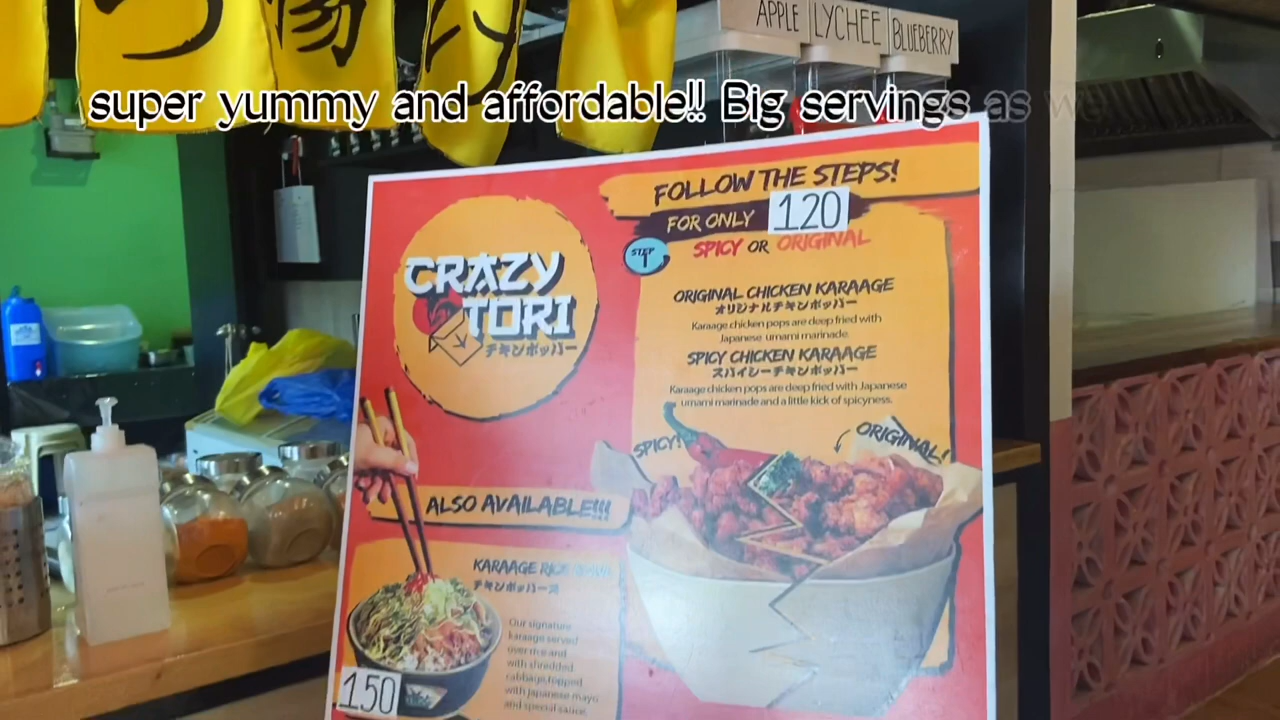 つ揚げ
APPLE LYCHEE BLUEBERRY
super yummy and affordable!! Big servings as we
FOLLOW THE STEPS!
FOR ONLY 120
STEP 1
SPICY OR ORIGINAL
CRAZY
TORI
チキンポッパー
ORIGINAL CHICKEN KARAAGE
オリジナルチキンポッパー
Karaage chicken pops are deep fried with
Japanese umami marinade.
SPICY CHICKEN KARAAGE
スパイシーチキンポッパー
Karaage chicken pops are deep fried with Japanese
umami marinade and a little kick of spicyness.
SPICY!
ORIGINAL!
ALSO AVAILABLE!!!
KARAAGE RICE
チキンポッパーズ
Our signature
karaage served
over rice and
with shredded
cabbage, topped
with Japanese mayo
and special sauce.
150